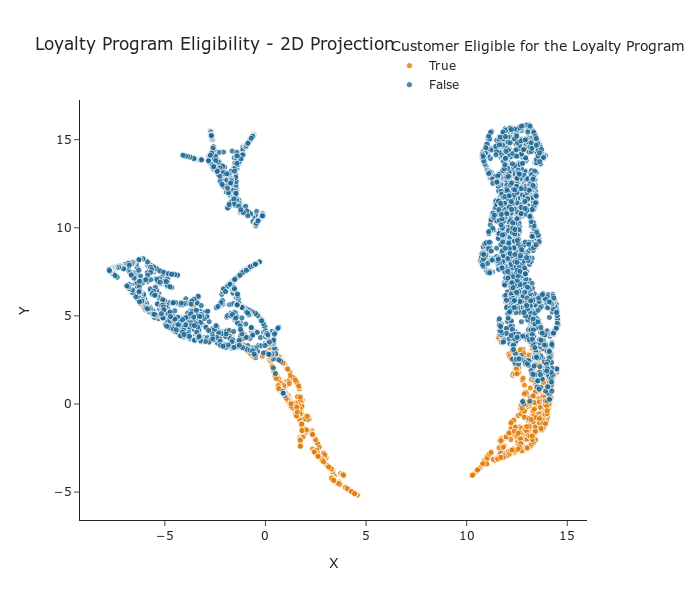 Loyalty Program Eligibility - 2D Projection
Customer Eligible for the Loyalty Program
True
False
15
10
5
0
−5
Y
−5
0
5
10
15
X